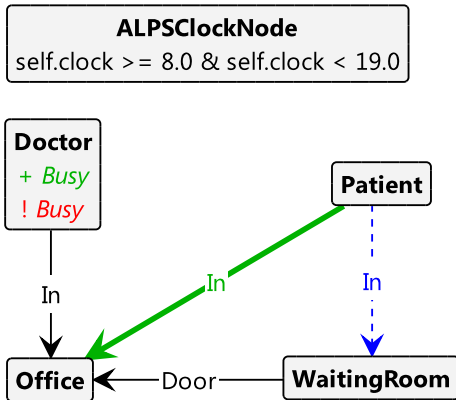 ALPSClockNode
self.clock >= 8.0 & self.clock < 19.0
Doctor
+ Busy
! Busy
Patient
In
In
In
Office
Door
WaitingRoom